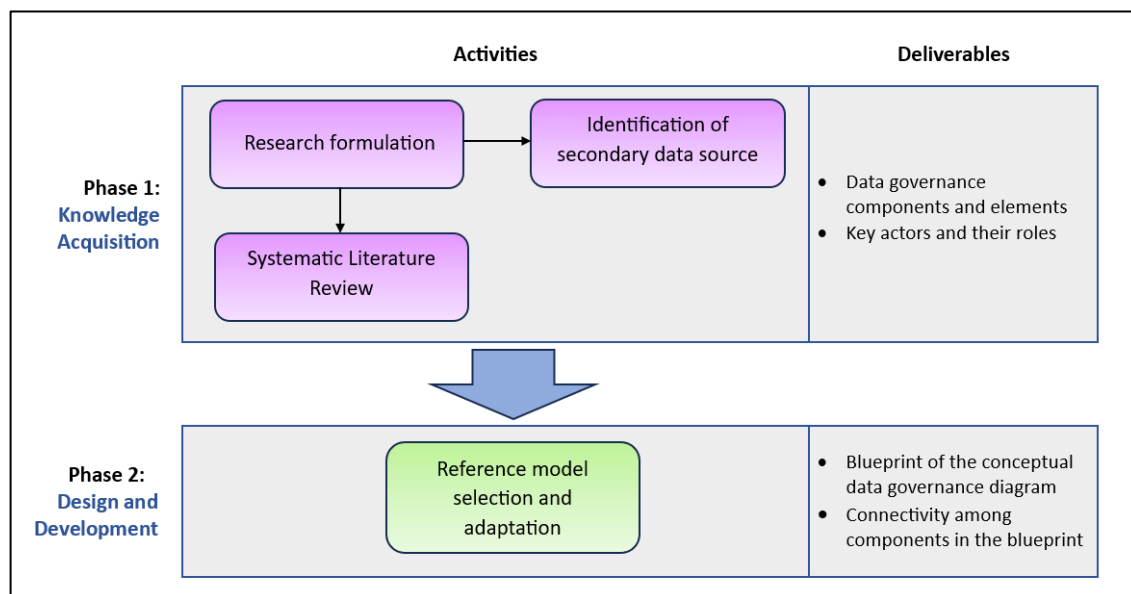 Activities
Deliverables
Phase 1:
Knowledge
Acquisition
Research formulation
Identification of
secondary data source
Systematic Literature
Review
• Data governance
components and elements
• Key actors and their roles
Phase 2:
Design and
Development
Reference model
selection and
adaptation
• Blueprint of the conceptual
data governance diagram
• Connectivity among
components in the blueprint